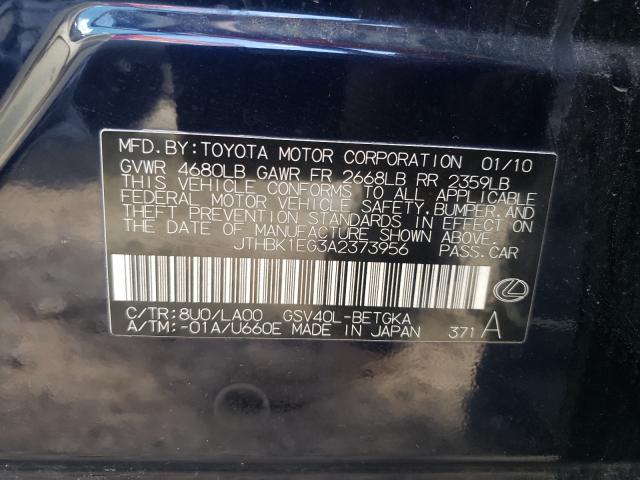 MFD.BY:TOYOTA MOTOR CORPORATION 01/10
GVWR 4680LB GAWR FR 2668LB RR 2359LB
THIS VEHICLE CONFORMS TO ALL APPLICABLE
FEDERAL MOTOR VEHICLE SAFETY,BUMPER,AND
THEFT PREVENTION STANDARDS IN EFFECT ON
THE DATE OF MANUFACTURE SHOWN ABOVE.
JTHBK1EG3A2373956 PASS.CAR
C/TR:8U0/LA00 GSV40L-BETGKA
A/TM:-01A/U660E MADE IN JAPAN 371 A